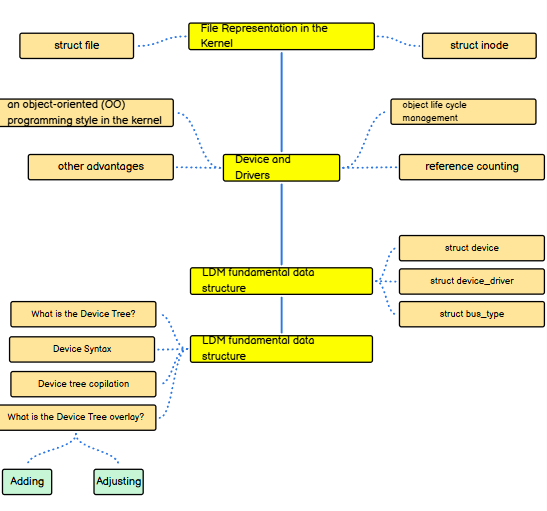 File Representation in the
Kernel
struct file
struct inode
an object-oriented (OO)
programming style in the kernel
object life cycle
management
other advantages
Device and
Drivers
reference counting
struct device
LDM fundamental data
structure
struct device_driver
struct bus_type
What is the Device Tree?
LDM fundamental data
structure
Device Syntax
Device tree copilation
What is the Device Tree overlay?
Adding
Adjusting